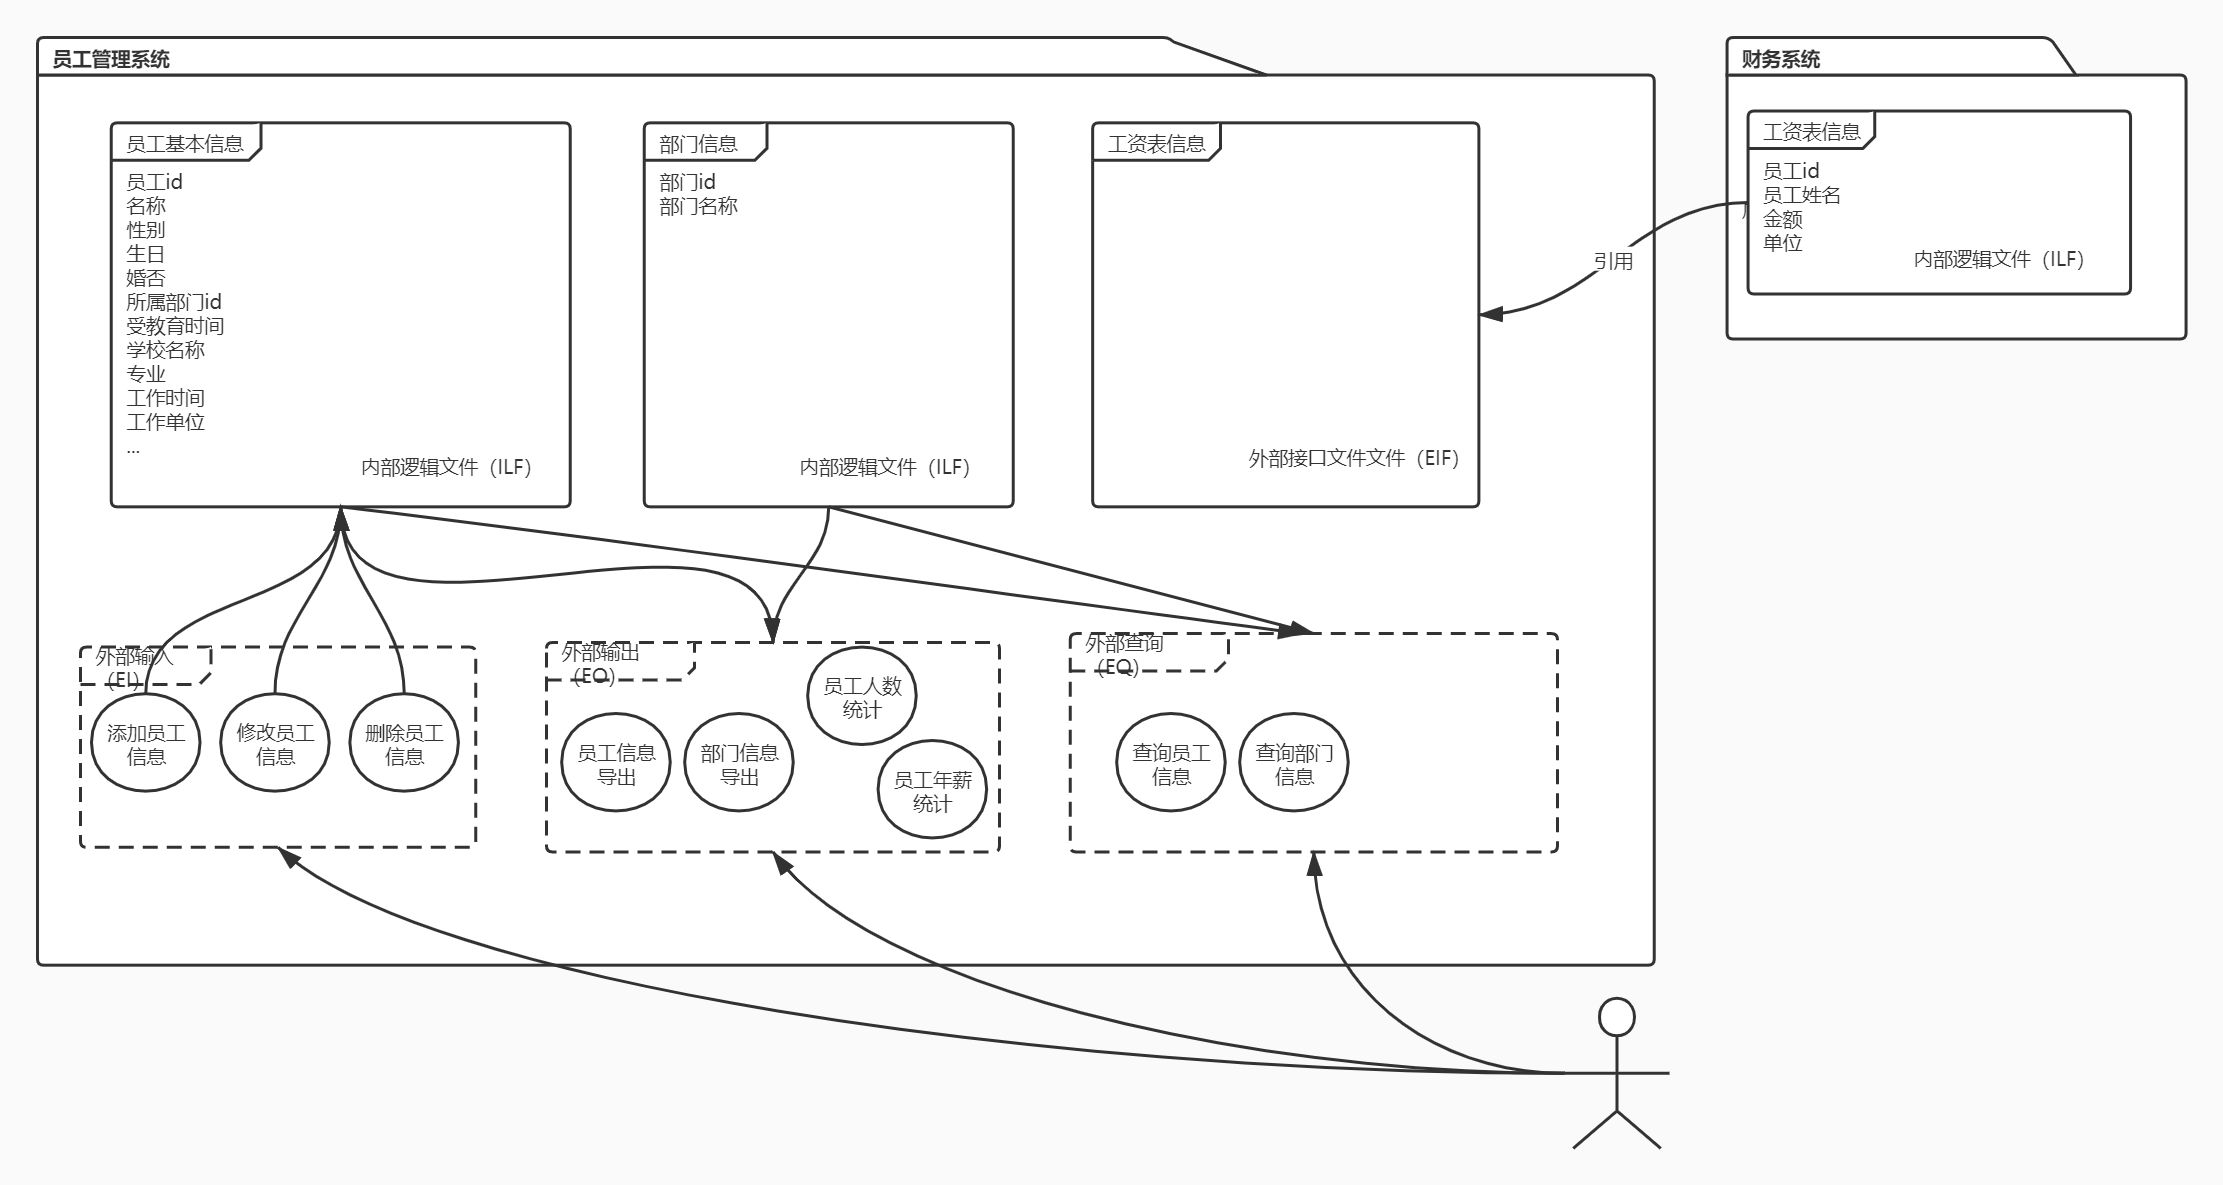 员工管理系统
员工基本信息
员工id
名称
性别
生日
婚否
所属部门id
受教育时间
学校名称
专业
工作时间
工作单位
...
内部逻辑文件（ILF）
部门信息
部门id
部门名称
内部逻辑文件（ILF）
工资表信息
外部接口文件文件（EIF）
引用
财务系统
工资表信息
员工id
员工姓名
金额
单位
内部逻辑文件（ILF）
外部输入
（EI）
添加员工
信息
修改员工
信息
删除员工
信息
外部输出
（EO）
员工信息
导出
部门信息
导出
员工人数
统计
员工年薪
统计
外部查询
（EQ）
查询员工
信息
查询部门
信息